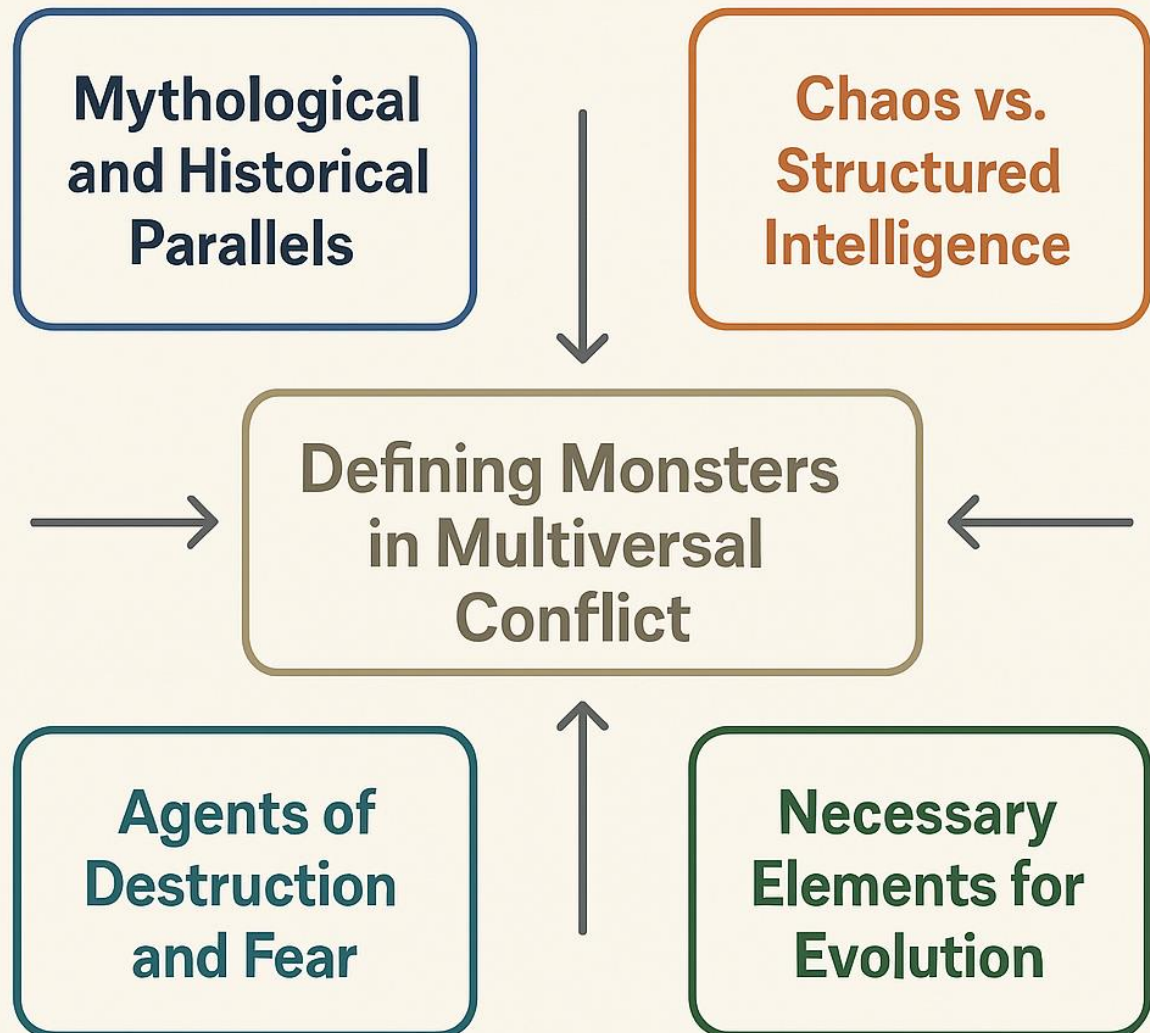 Mythological
and Historical
Parallels
Chaos vs.
Structured
Intelligence
Defining Monsters
in Multiversal
Conflict
Agents of
Destruction
and Fear
Necessary
Elements for
Evolution